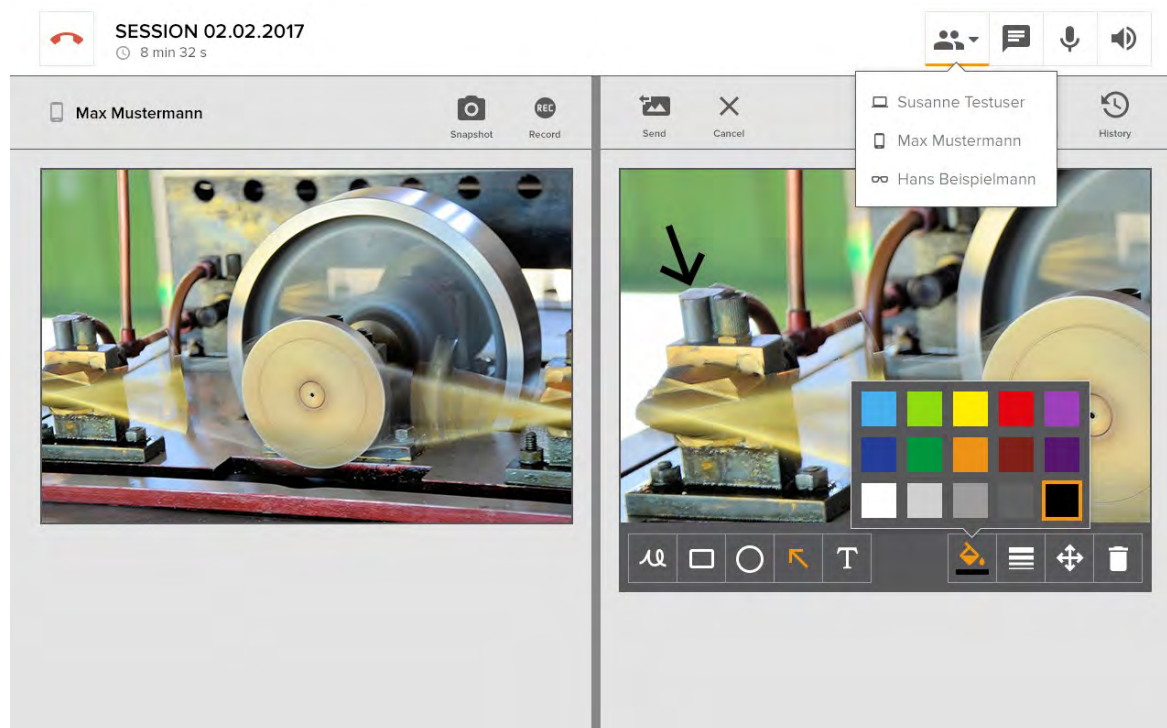 SESSION 02.02.2017
8 min 32 s
Max Mustermann
Snapshot
REC
Record
Send
Cancel
History
Susanne Testuser
Max Mustermann
Hans Beispielmann
T